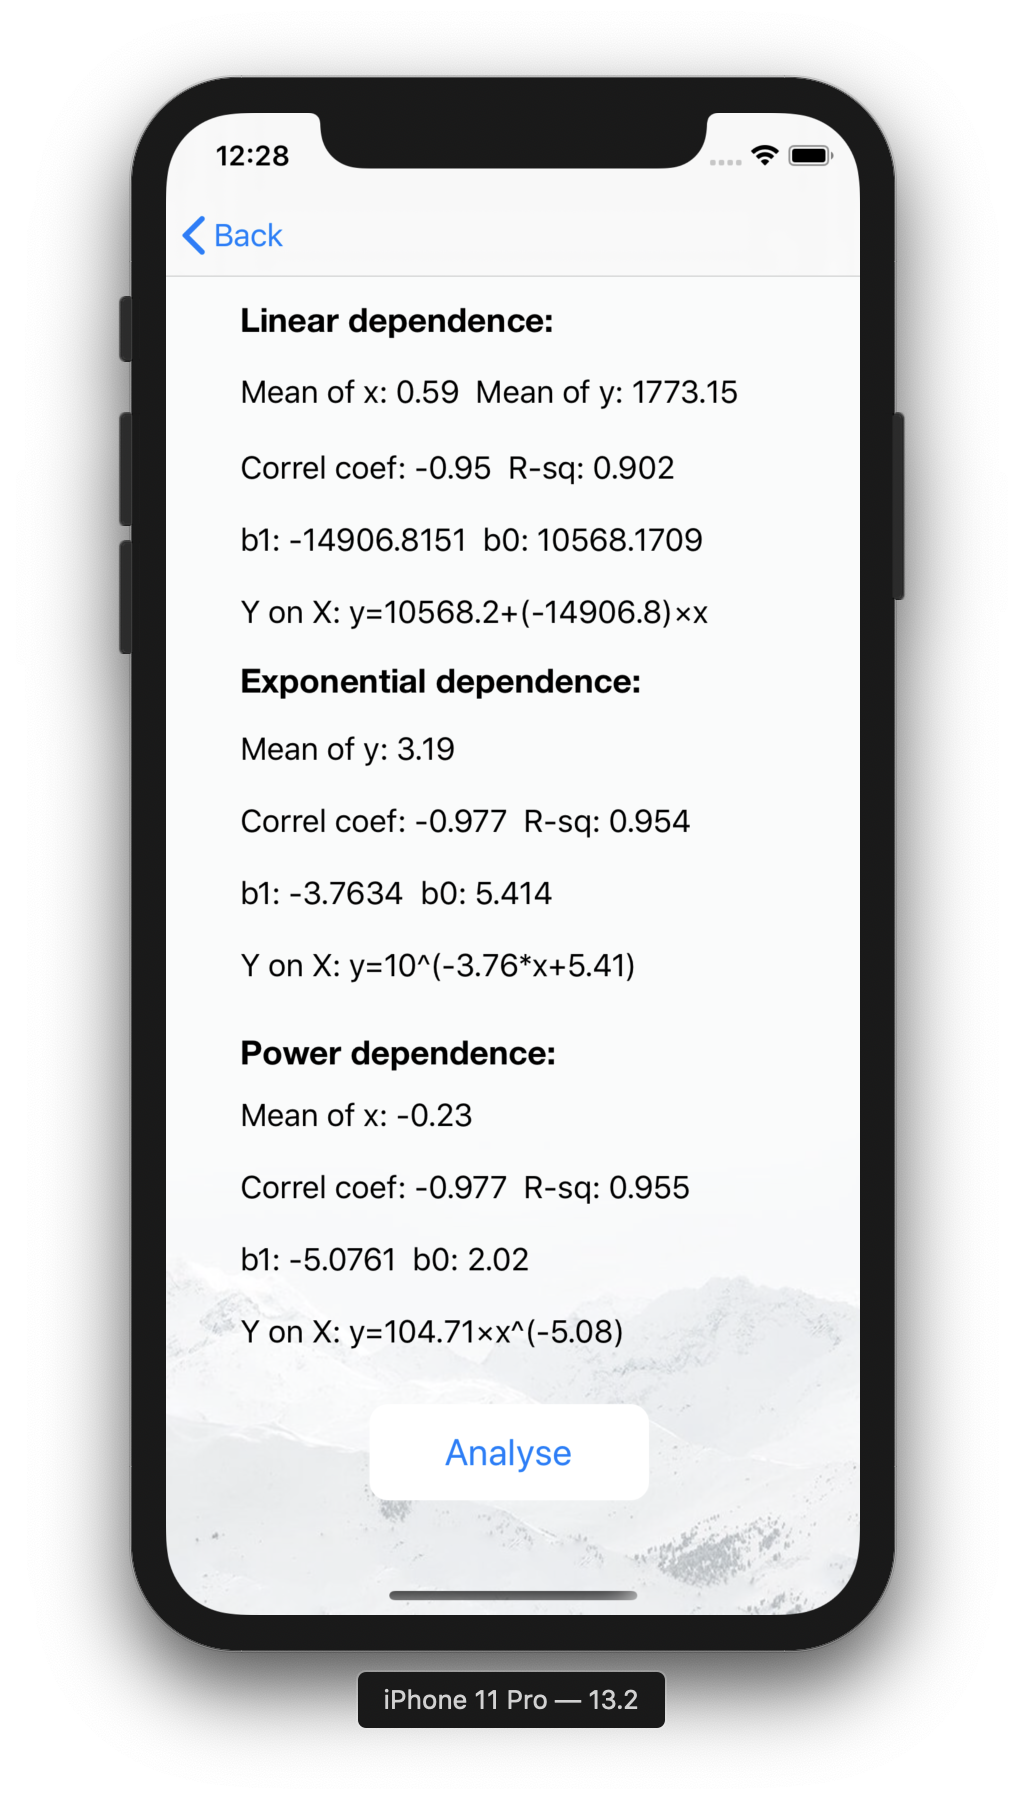 12:28
Back
Linear dependence:
Mean of x: 0.59  Mean of y: 1773.15
Correl coef: -0.95  R-sq: 0.902
b1: -14906.8151  b0: 10568.1709
Y on X: y=10568.2+(-14906.8)×x
Exponential dependence:
Mean of y: 3.19
Correl coef: -0.977  R-sq: 0.954
b1: -3.7634  b0: 5.414
Y on X: y=10^(-3.76*x+5.41)
Power dependence:
Mean of x: -0.23
Correl coef: -0.977  R-sq: 0.955
b1: -5.0761  b0: 2.02
Y on X: y=104.71×x^(-5.08)
Analyse
iPhone 11 Pro — 13.2